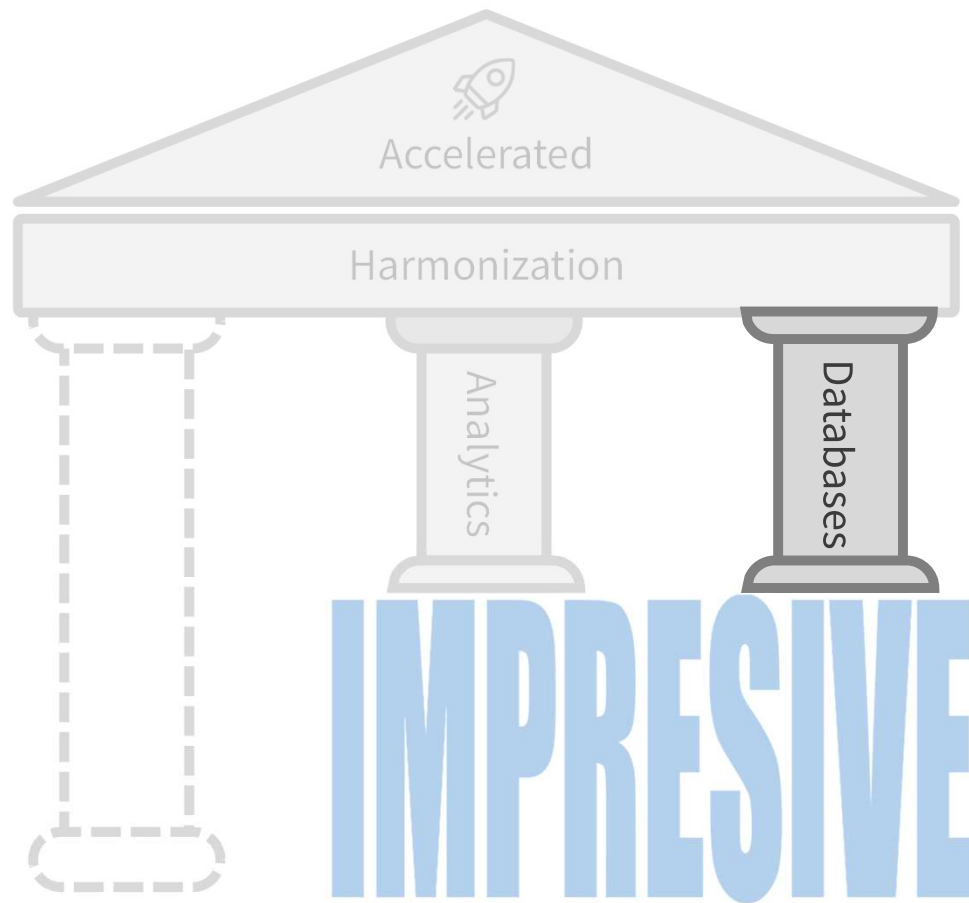 Accelerated
Harmonization
Analytics
Databases
IMPRESIVE